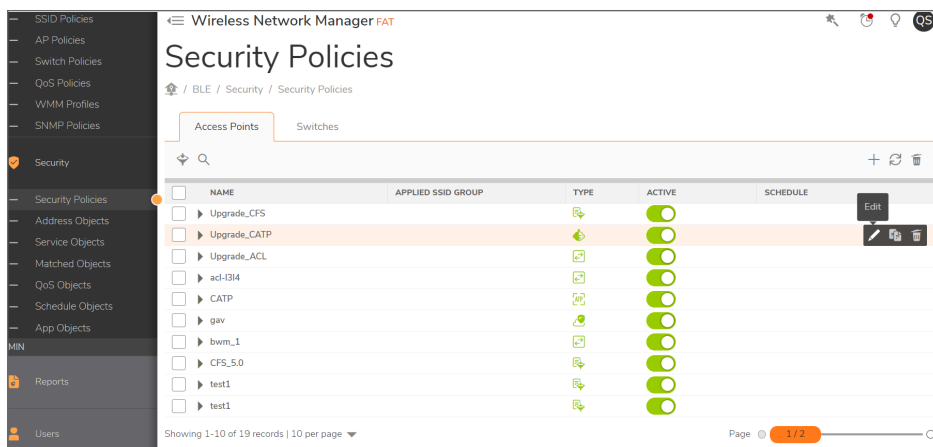 SSID Policies
AP Policies
Switch Policies
QoS Policies
WMM Profiles
SNMP Policies
Security
Security Policies
Address Objects
Service Objects
Matched Objects
QoS Objects
Schedule Objects
App Objects
MIN
Reports
Users
Wireless Network Manager FAT
QS
Security Policies
/ BLE / Security / Security Policies
Access Points Switches
NAME APPLIED SSID GROUP TYPE ACTIVE SCHEDULE
Edit
Upgrade_CFS
Upgrade_CATP
Upgrade_ACL
acl-l3l4
CATP
gav
bwm_1
CFS_5.0
test1
test1
Showing 1-10 of 19 records | 10 per page
Page 1/2